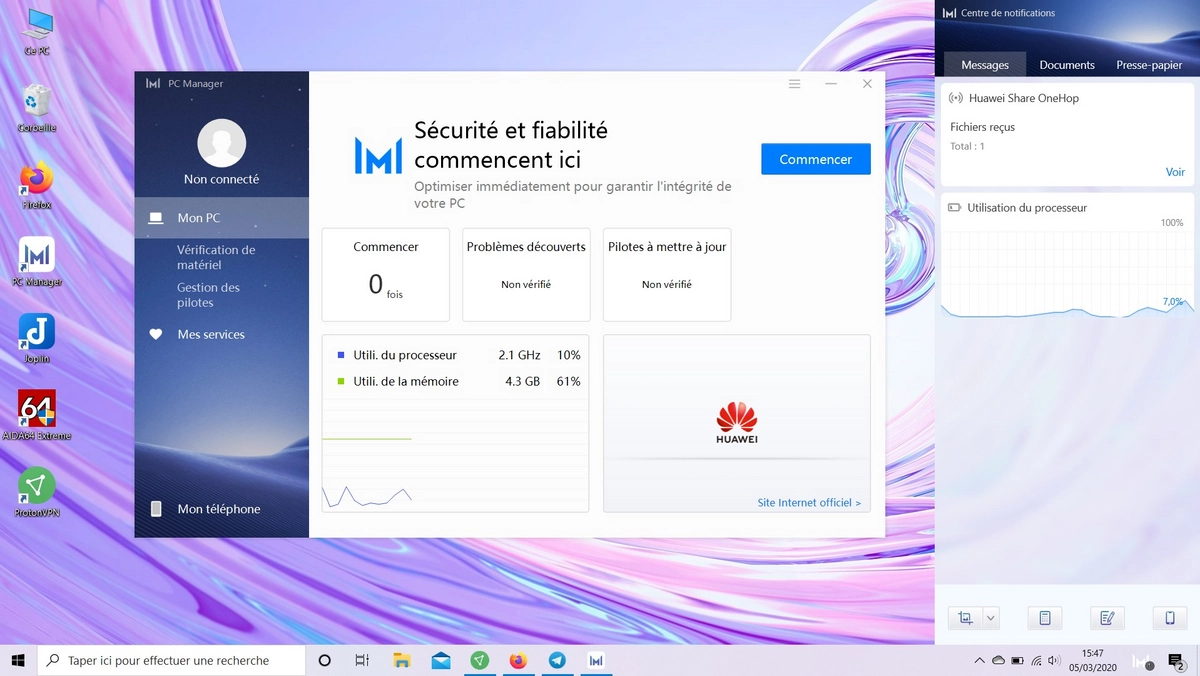 Ce PC
Corbeille
Firefox
PC Manager
Joplin
64
AIDA64 Extreme
ProtonVPN
PC Manager
Non connecté
Mon PC
Vérification de
matériel
Gestion des
pilotes
Mes services
Mon téléphone
Sécurité et fiabilité
commencent ici
Optimiser immédiatement pour garantir l'intégrité de
votre PC
Commencer
Commencer
0 fois
Problèmes découverts
Non vérifié
Pilotes à mettre à jour
Non vérifié
Utili. du processeur 2.1 GHz 10%
Utili. de la mémoire 4.3 GB 61%
HUAWEI
Site Internet officiel >
Centre de notifications
Messages Documents Presse-papier
Huawei Share OneHop
Fichiers reçus
Total : 1
Voir
Utilisation du processeur
100%
7,0%
Taper ici pour effectuer une recherche
15:47
05/03/2020
2